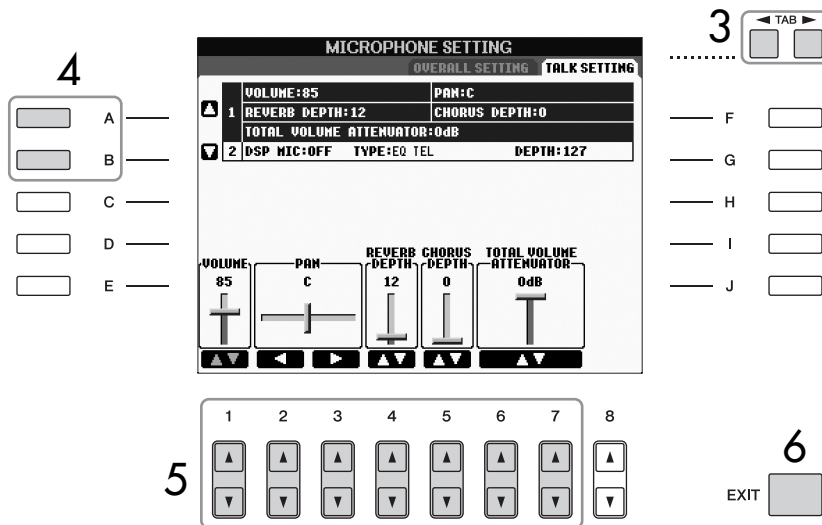 3
◄ TAB ►
4
MICROPHONE SETTING
OVERALL SETTING TALK SETTING
1 VOLUME:85 PAN:C
REVERB DEPTH:12 CHORUS DEPTH:0
TOTAL VOLUME ATTENUATOR:0dB
2 DSP MIC:OFF TYPE:EQ TEL DEPTH:127
A
B
C
D
E
F
G
H
I
J
VOLUME
85
PAN
C
REVERB DEPTH
12
CHORUS DEPTH
0
TOTAL VOLUME ATTENUATOR
0dB
1 2 3 4 5 6 7 8
5
6
EXIT